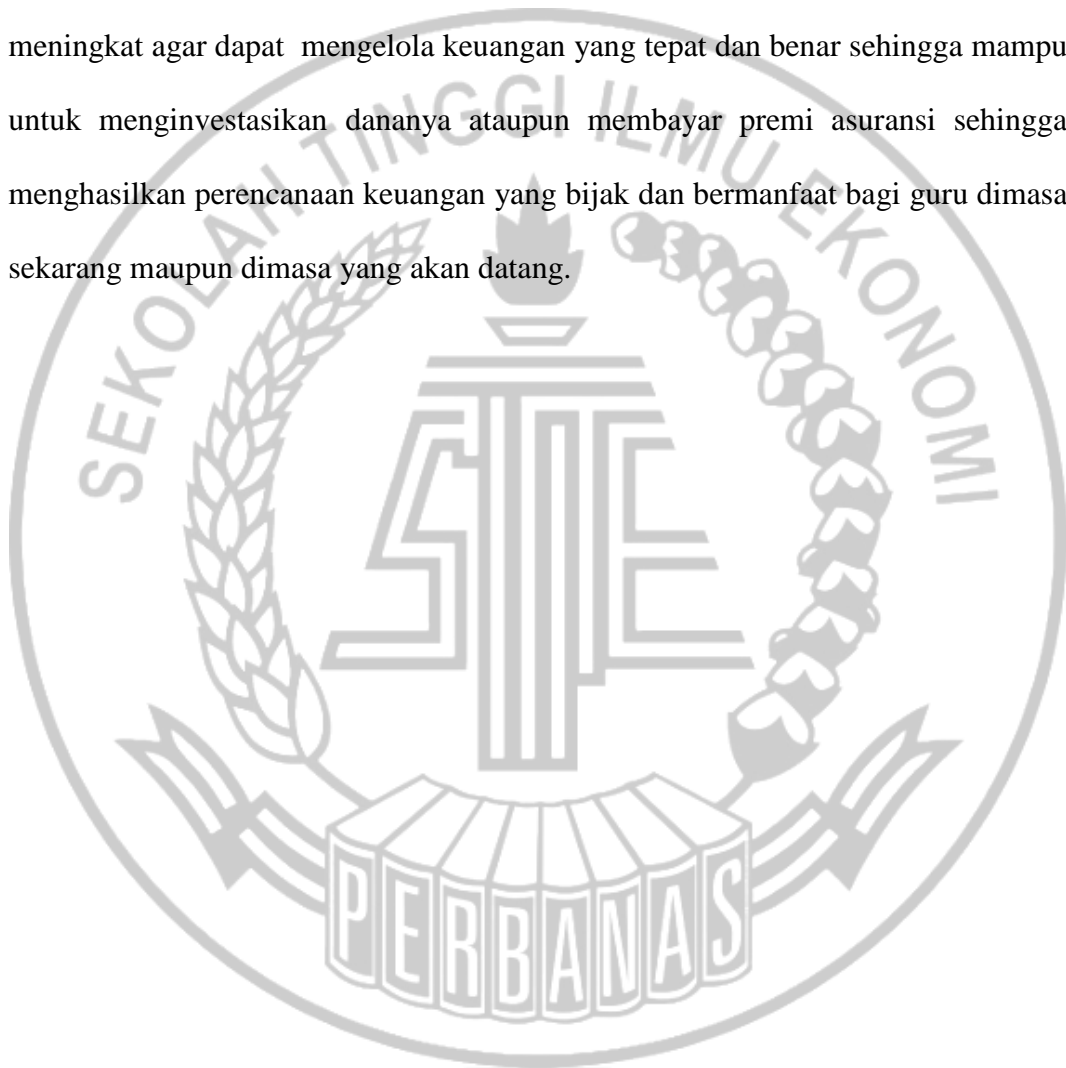 meningkat agar dapat  mengelola keuangan yang tepat dan benar sehingga mampu
untuk menginvestasikan dananya ataupun membayar premi asuransi sehingga
menghasilkan perencanaan keuangan yang bijak dan bermanfaat bagi guru dimasa
sekarang maupun dimasa yang akan datang.
SEKOLAH TINGGI ILMU EKONOMI
STIE
PERBANAS